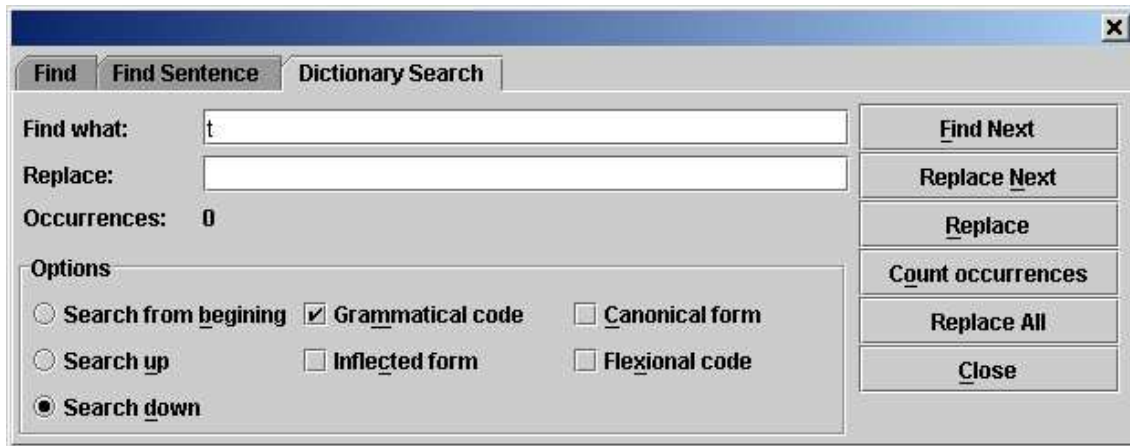 Find Find Sentence Dictionary Search
Find what: t
Replace:
Occurrences: 0
Options
Search from begining Grammatical code Canonical form
Search up Inflected form Flexional code
Search down
Find Next
Replace Next
Replace
Count occurrences
Replace All
Close